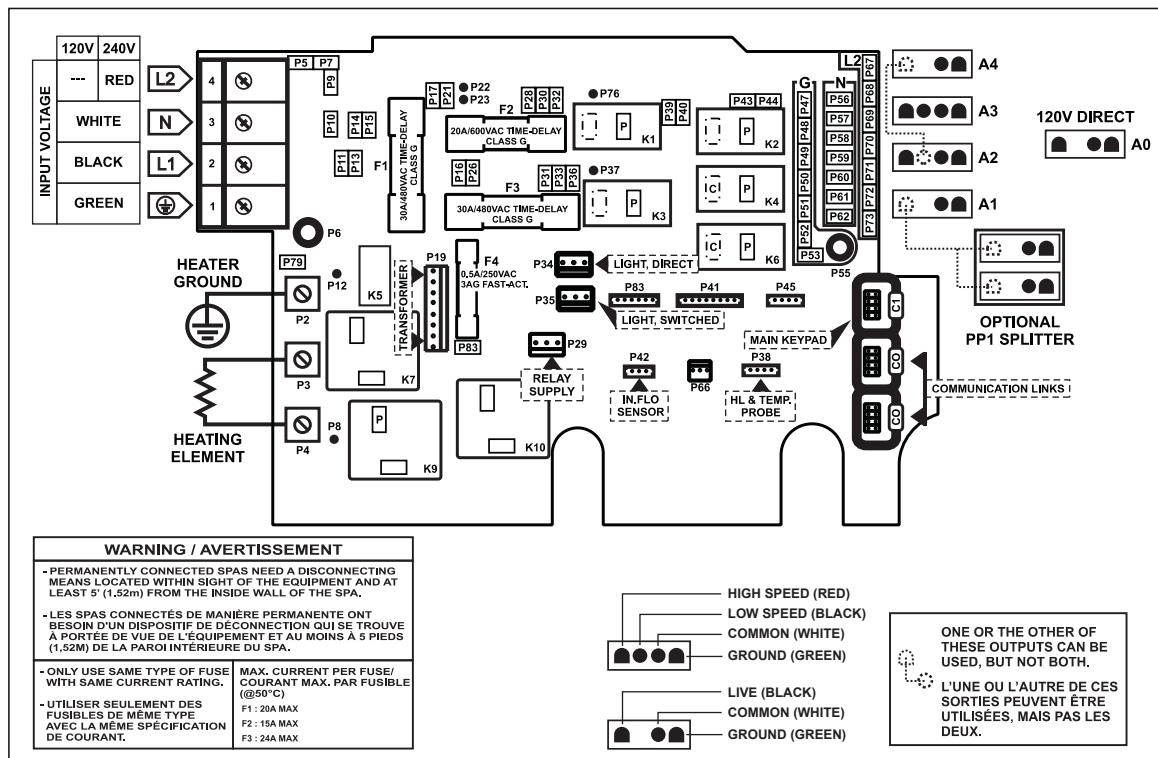 120V 240V
INPUT VOLTAGE
--- RED L2 4
WHITE N 3
BLACK L1 2
GREEN 1
P5 P7
P9
P10
P14
P15
P11
P13
P6
P79
P12
F1
30A/480VAC TIME-DELAY
CLASS G
P17
P21
P22
P23
F2
20A/600VAC TIME-DELAY
CLASS G
P28
P30
P32
P16
P26
F3
30A/480VAC TIME-DELAY
CLASS G
P31
P33
P36
P76
P K1
P37
P K3
P39
P40
P43 P44
P K2
C P K4
C P K6
G
P47
P48
P49
P50
P51
P52
P53
N
P56
P57
P58
P59
P60
P61
P62
L2
P67
P68
P69
P70
P71
P72
P73
P55
A4
A3
A2
A1
120V DIRECT
A0
OPTIONAL
PP1 SPLITTER
HEATER
GROUND
P2
P3
P4
HEATING
ELEMENT
P8
K5
K7
P K9
K10
P19
TRANSFORMER
F4
0.5A/250VAC
3AG FAST-ACT.
P83
P34
LIGHT, DIRECT
P35
LIGHT, SWITCHED
P83
P41
P45
P29
RELAY
SUPPLY
P42
IN.FLO
SENSOR
P66
P38
HL & TEMP.
PROBE
MAIN KEYPAD
C1
CO
CO
COMMUNICATION LINKS
WARNING / AVERTISSEMENT
- PERMANENTLY CONNECTED SPAS NEED A DISCONNECTING
MEANS LOCATED WITHIN SIGHT OF THE EQUIPMENT AND AT
LEAST 5' (1.52m) FROM THE INSIDE WALL OF THE SPA.
- LES SPAS CONNECTÉS DE MANIÈRE PERMANENTE ONT
BESOIN D'UN DISPOSITIF DE DÉCONNECTION QUI SE TROUVE
À PORTÉE DE VUE DE L'ÉQUIPEMENT ET AU MOINS À 5 PIEDS
(1,52M) DE LA PAROI INTÉRIEURE DU SPA.
- ONLY USE SAME TYPE OF FUSE
WITH SAME CURRENT RATING.
- UTILISER SEULEMENT DES
FUSIBLES DE MÊME TYPE
AVEC LA MÊME SPÉCIFICATION
DE COURANT.
MAX. CURRENT PER FUSE/
COURANT MAX. PAR FUSIBLE
(@50°C)
F1 : 20A MAX
F2 : 15A MAX
F3 : 24A MAX
HIGH SPEED (RED)
LOW SPEED (BLACK)
COMMON (WHITE)
GROUND (GREEN)
LIVE (BLACK)
COMMON (WHITE)
GROUND (GREEN)
ONE OR THE OTHER OF
THESE OUTPUTS CAN BE
USED, BUT NOT BOTH.
L'UNE OU L'AUTRE DE CES
SORTIES PEUVENT ÊTRE
UTILISÉES, MAIS PAS LES
DEUX.